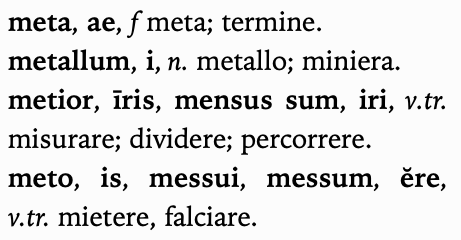 meta, ae, f meta; termine.
metallum, i, n. metallo; miniera.
metior, īris, mensus sum, iri, v.tr.
misurare; dividere; percorrere.
meto, is, messui, messum, ĕre,
v.tr. mietere, falciare.